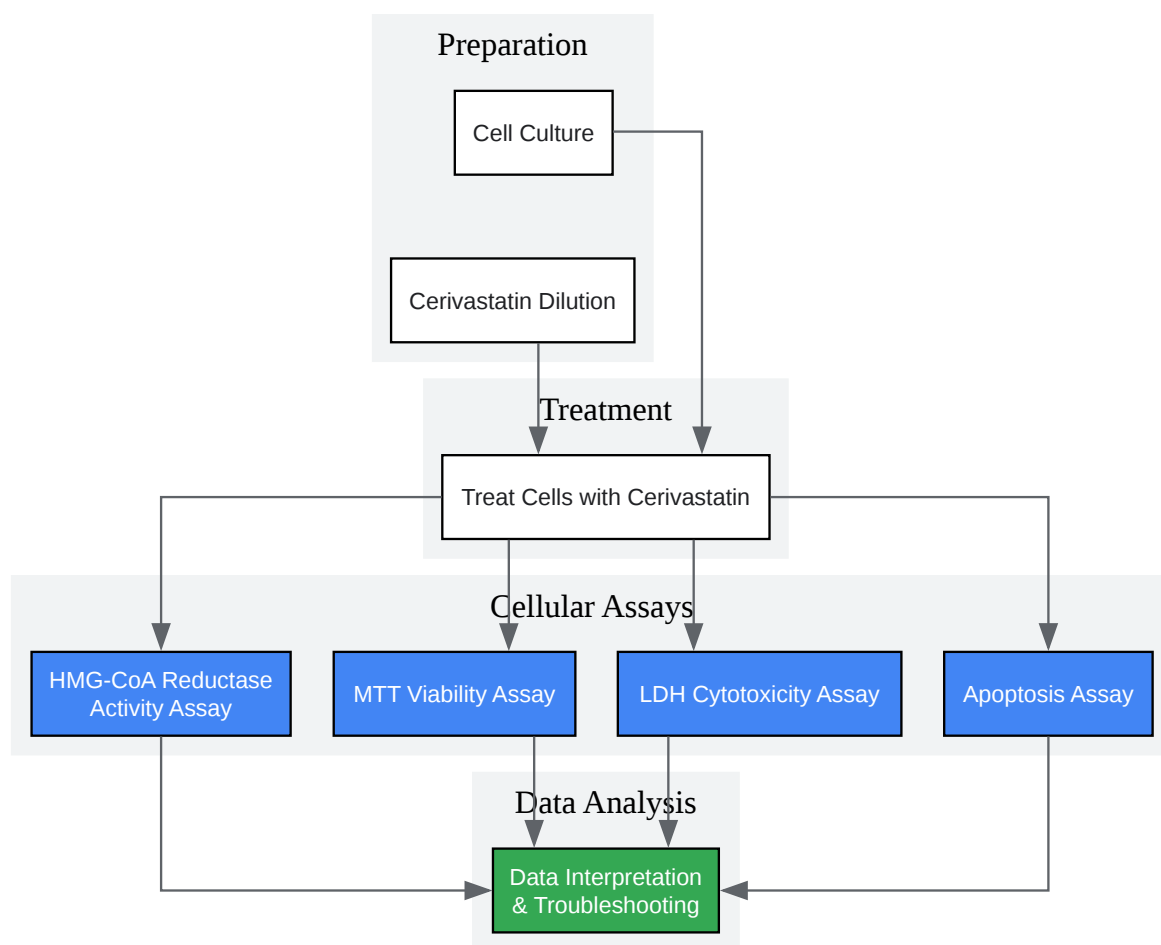 Preparation
Cell Culture
Cerivastatin Dilution
Treatment
Treat Cells with Cerivastatin
Cellular Assays
HMG-CoA Reductase
Activity Assay
MTT Viability Assay
LDH Cytotoxicity Assay
Apoptosis Assay
Data Analysis
Data Interpretation
& Troubleshooting